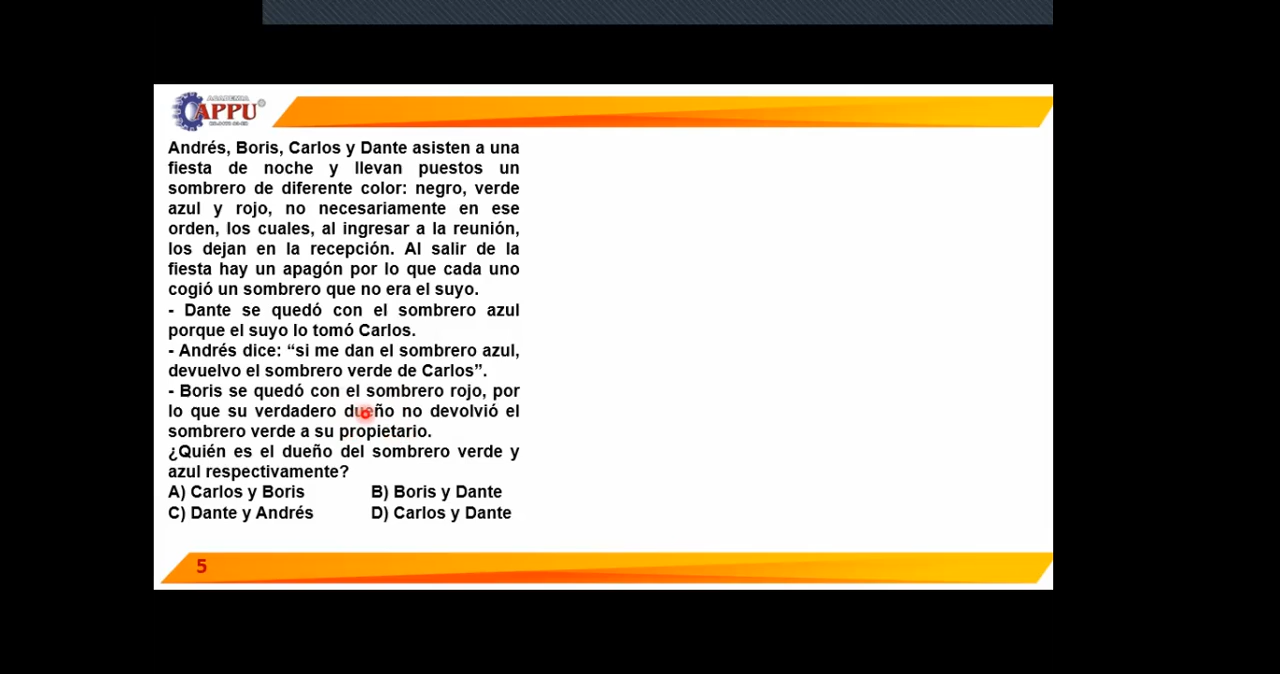 ACADEMIA
APPU
Andrés, Boris, Carlos y Dante asisten a una
fiesta de noche y llevan puestos un
sombrero de diferente color: negro, verde
azul y rojo, no necesariamente en ese
orden, los cuales, al ingresar a la reunión,
los dejan en la recepción. Al salir de la
fiesta hay un apagón por lo que cada uno
cogió un sombrero que no era el suyo.
- Dante se quedó con el sombrero azul
porque el suyo lo tomó Carlos.
- Andrés dice: “si me dan el sombrero azul,
devuelvo el sombrero verde de Carlos”.
- Boris se quedó con el sombrero rojo, por
lo que su verdadero dueño no devolvió el
sombrero verde a su propietario.
¿Quién es el dueño del sombrero verde y
azul respectivamente?
A) Carlos y Boris B) Boris y Dante
C) Dante y Andrés D) Carlos y Dante
5